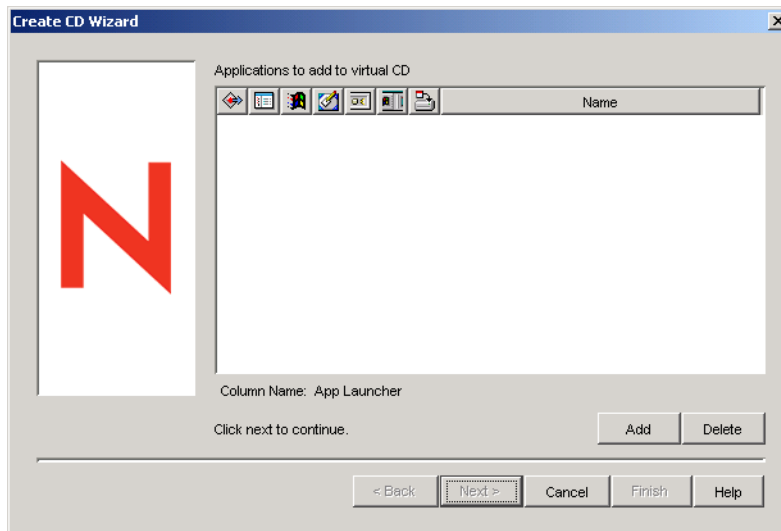 Create CD Wizard
Applications to add to virtual CD
Name
Column Name: App Launcher
Click next to continue.
Add
Delete
< Back
Next >
Cancel
Finish
Help